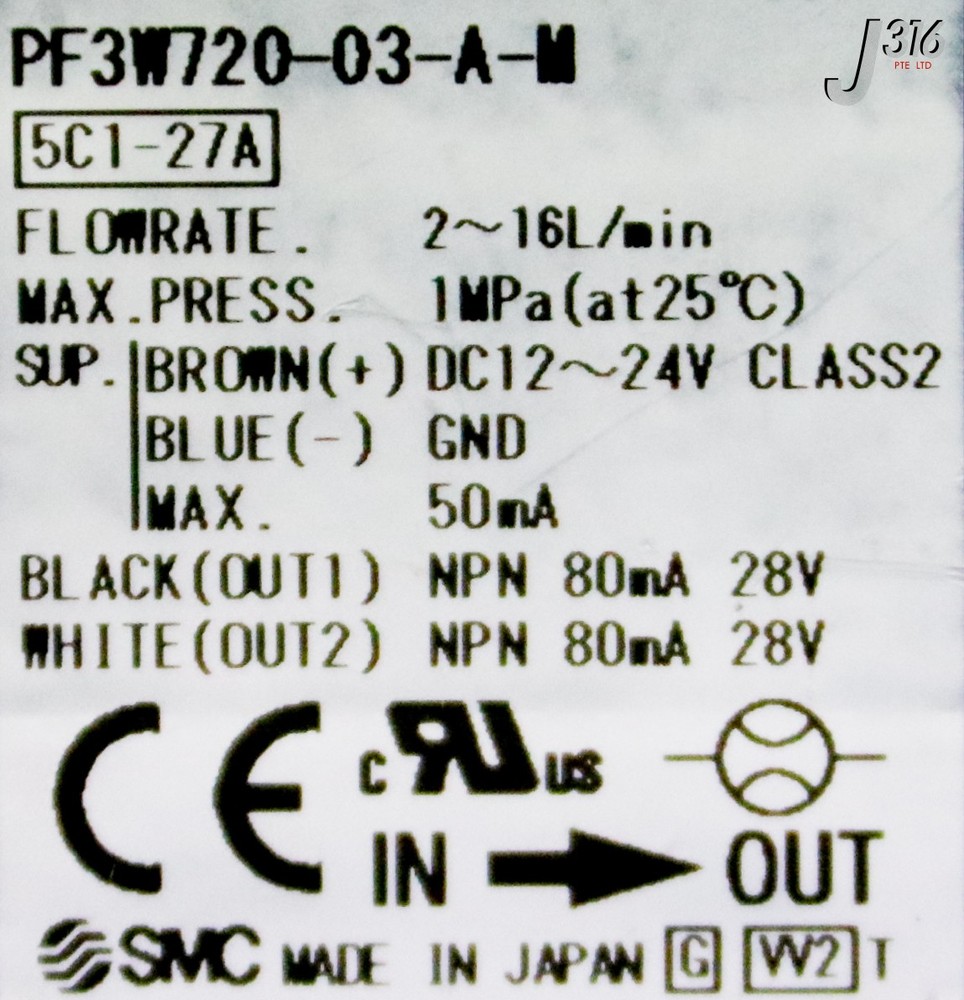 PF3W720-03-A-M
J316
PTE LTD
5C1-27A
FLOWRATE. 2~16L/min
MAX.PRESS. 1MPa(at25℃)
SUP. BROWN(+) DC12~24V CLASS2
BLUE(-) GND
MAX. 50mA
BLACK(OUT1) NPN 80mA 28V
WHITE(OUT2) NPN 80mA 28V
CE c RU us
IN → OUT
SMC MADE IN JAPAN G W2 T